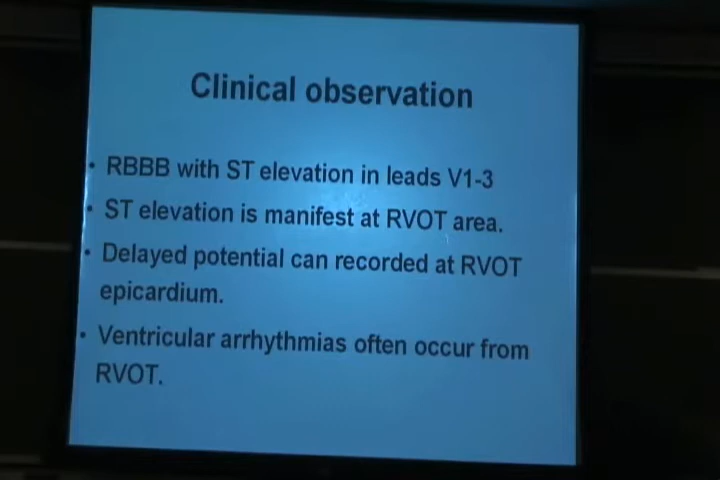 Clinical observation
• RBBB with ST elevation in leads V1-3
• ST elevation is manifest at RVOT area.
• Delayed potential can recorded at RVOT
epicardium.
• Ventricular arrhythmias often occur from
RVOT.